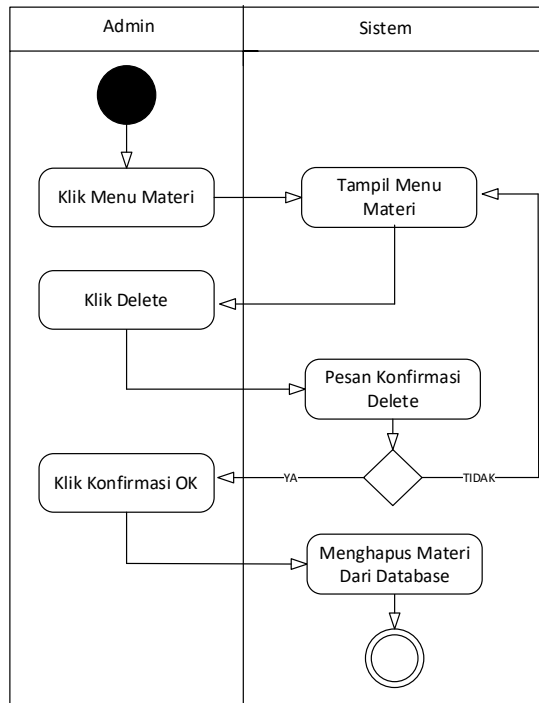 Admin
Sistem
Klik Menu Materi
Tampil Menu
Materi
Klik Delete
Pesan Konfirmasi
Delete
YA
TIDAK
Klik Konfirmasi OK
Menghapus Materi
Dari Database